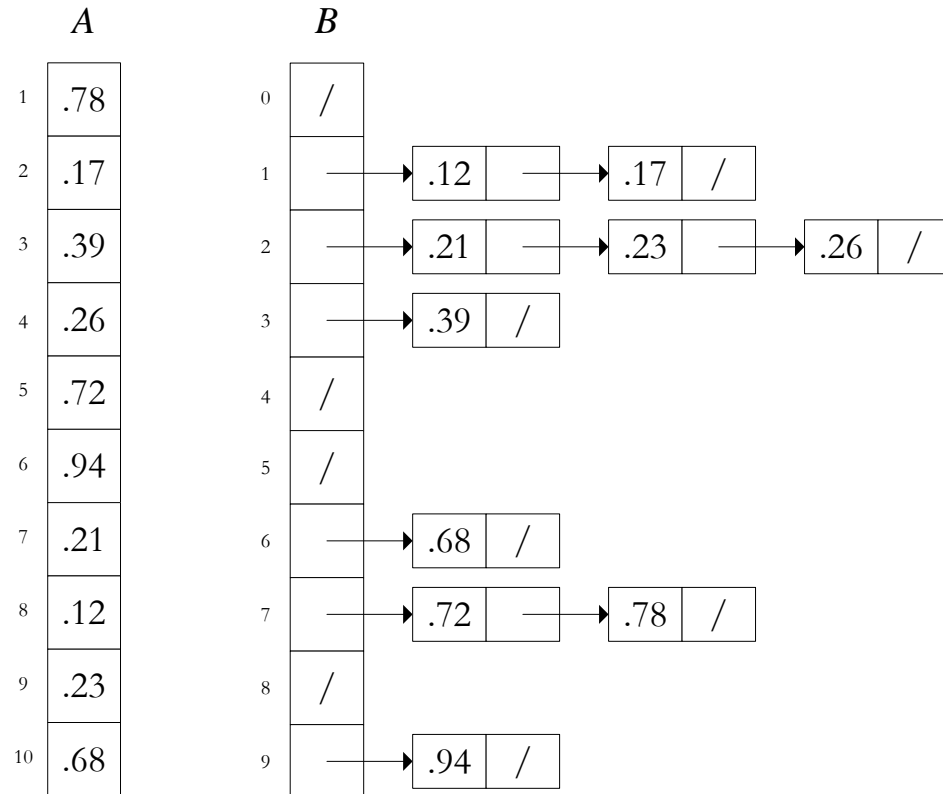 A B
1 .78 0 /
2 .17 1 .12 .17 /
3 .39 2 .21 .23 .26 /
4 .26 3 .39 /
5 .72 4 /
6 .94 5 /
7 .21 6 .68 /
8 .12 7 .72 .78 /
9 .23 8 /
10 .68 9 .94 /